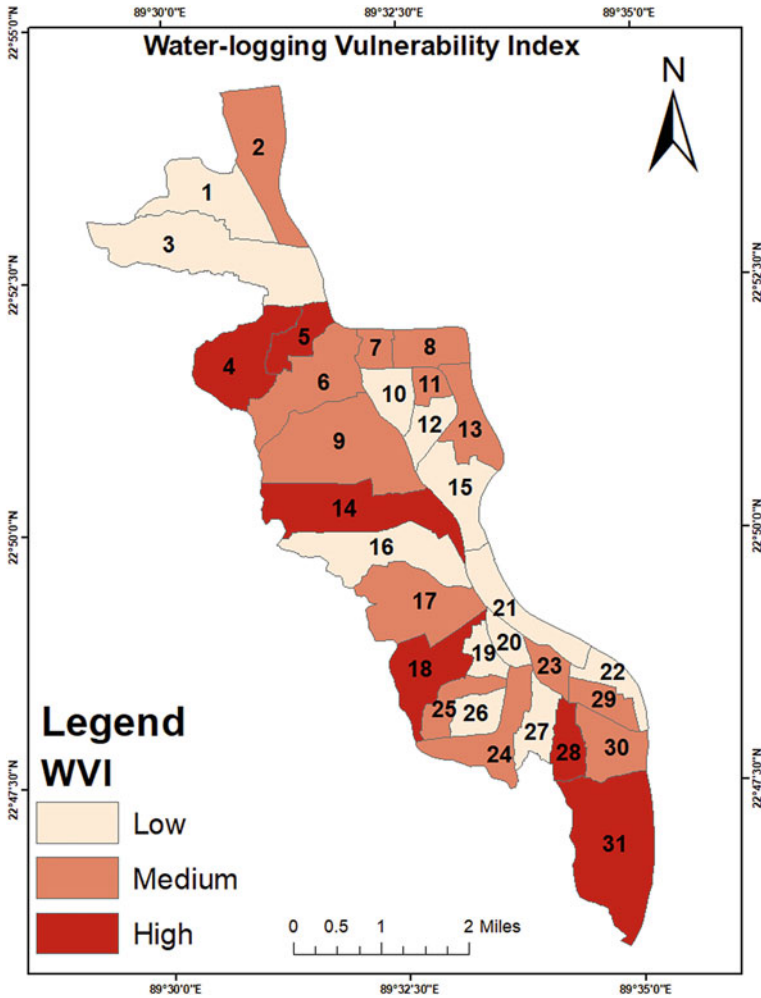 89°30'0"E 89°32'30"E 89°35'0"E
22°55'0"N
Water-logging Vulnerability Index
N
2
1
3
22°52'30"N 22°52'30"N
5
4
7 8
6
11
10
12
13
9
15
14
22°50'0"N 22°50'0"N
16
17
21
20
19
23
18
22
29
25
26
27
30
24
28
22°47'30"N 22°47'30"N
31
Legend
WVI
Low
Medium
High
0 0.5 1 2 Miles
89°30'0"E 89°32'30"E 89°35'0"E